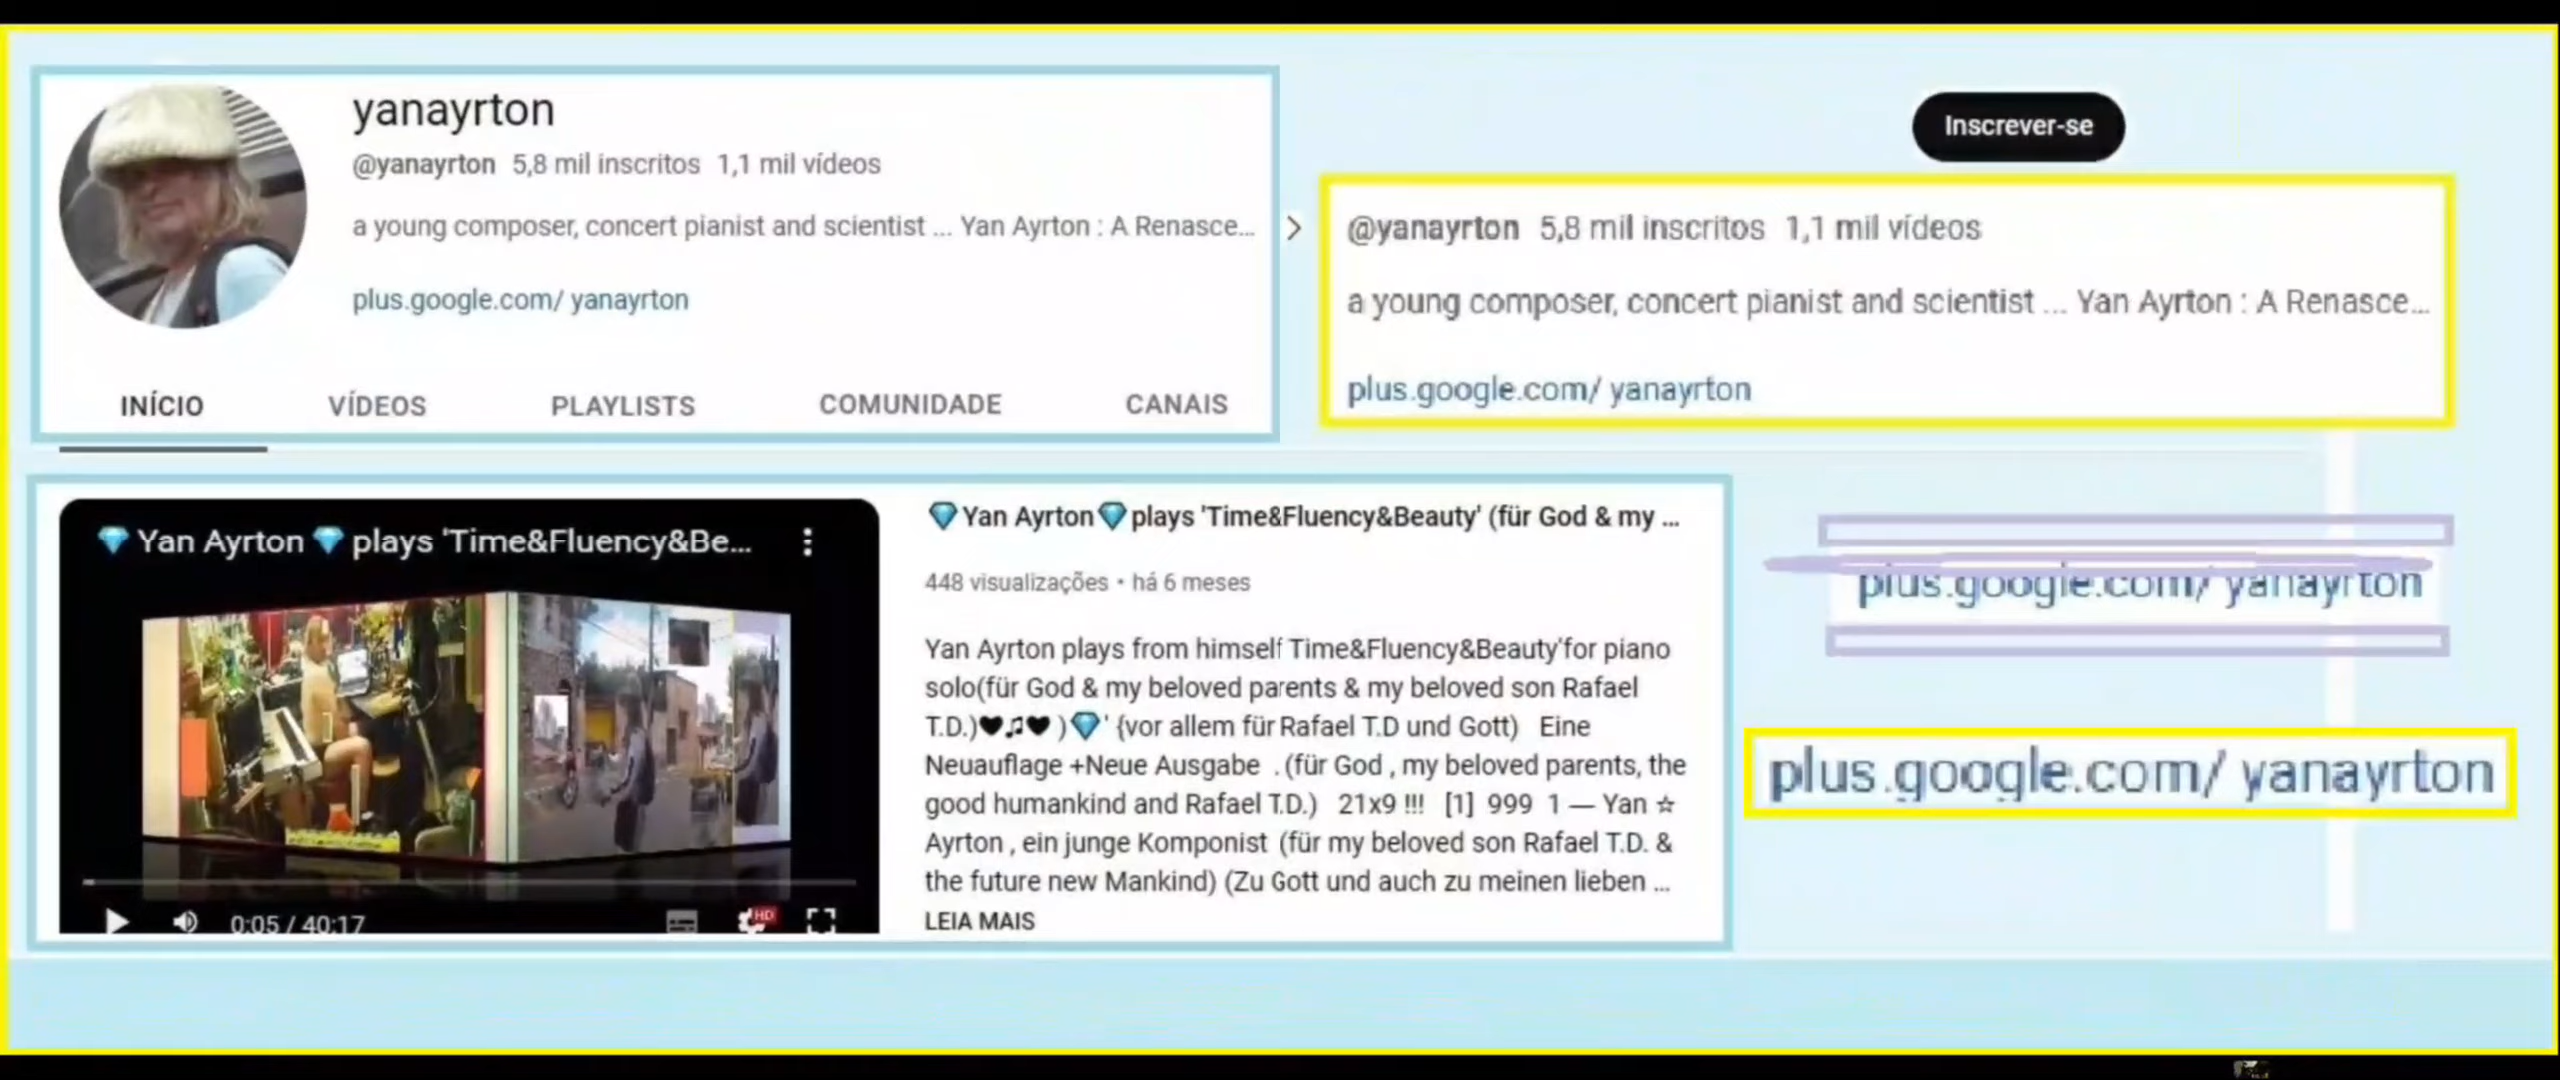 yanayrton
@yanayrton 5,8 mil inscritos 1,1 mil vídeos
a young composer, concert pianist and scientist ... Yan Ayrton : A Renasce...
plus.google.com/ yanayrton
INÍCIO VÍDEOS PLAYLISTS COMUNIDADE CANAIS
Inscrever-se
@yanayrton 5,8 mil inscritos 1,1 mil vídeos
a young composer, concert pianist and scientist ... Yan Ayrton : A Renasce...
plus.google.com/ yanayrton
💎 Yan Ayrton 💎 plays 'Time&Fluency&Be...
0:05 / 40:17
HD
💎Yan Ayrton💎plays 'Time&Fluency&Beauty' (für God & my ...
448 visualizações • há 6 meses
Yan Ayrton plays from himself Time&Fluency&Beauty'for piano
solo(für God & my beloved parents & my beloved son Rafael
T.D.)♥♫♥ )💎' {vor allem für Rafael T.D und Gott) Eine
Neuauflage +Neue Ausgabe . (für God , my beloved parents, the
good humankind and Rafael T.D.) 21x9 !!! [1] 999 1 — Yan ☆
Ayrton , ein junge Komponist (für my beloved son Rafael T.D. &
the future new Mankind) (Zu Gott und auch zu meinen lieben ...
LEIA MAIS
plus.google.com/ yanayrton
plus.google.com/ yanayrton